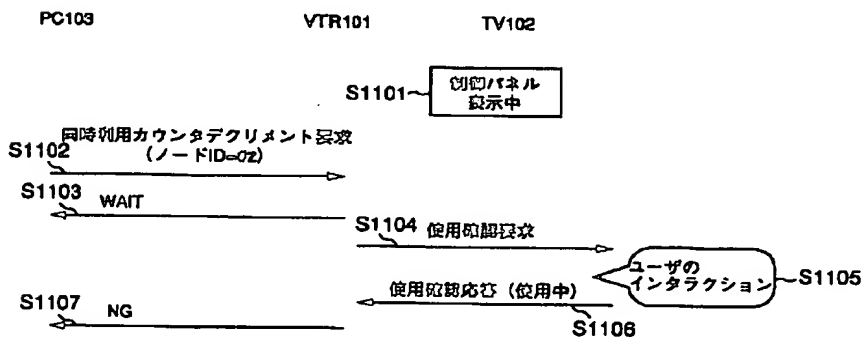 PC103
VTR101
TV102
S1101
制御パネル
表示中
同時利用カウンタデクリメント要求
(ノードID=σz)
S1102
S1103
WAIT
S1104
使用確認要求
ユーザの
インタラクション
S1105
使用確認応答(使用中)
S1106
S1107
NG